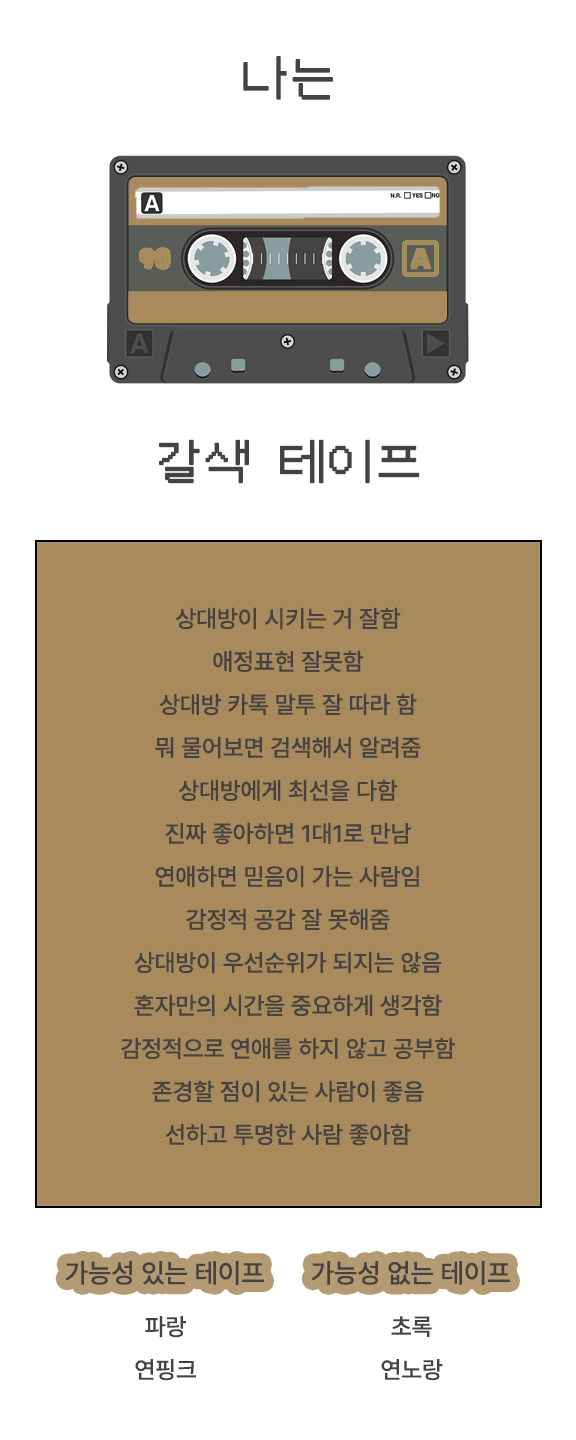 나는
A
N.R. YES NO
90
A
A
갈색 테이프
상대방이 시키는 거 잘함
애정표현 잘못함
상대방 카톡 말투 잘 따라 함
뭐 물어보면 검색해서 알려줌
상대방에게 최선을 다함
진짜 좋아하면 1대1로 만남
연애하면 믿음이 가는 사람임
감정적 공감 잘 못해줌
상대방이 우선순위가 되지는 않음
혼자만의 시간을 중요하게 생각함
감정적으로 연애를 하지 않고 공부함
존경할 점이 있는 사람이 좋음
선하고 투명한 사람 좋아함
가능성 있는 테이프
파랑
연핑크
가능성 없는 테이프
초록
연노랑